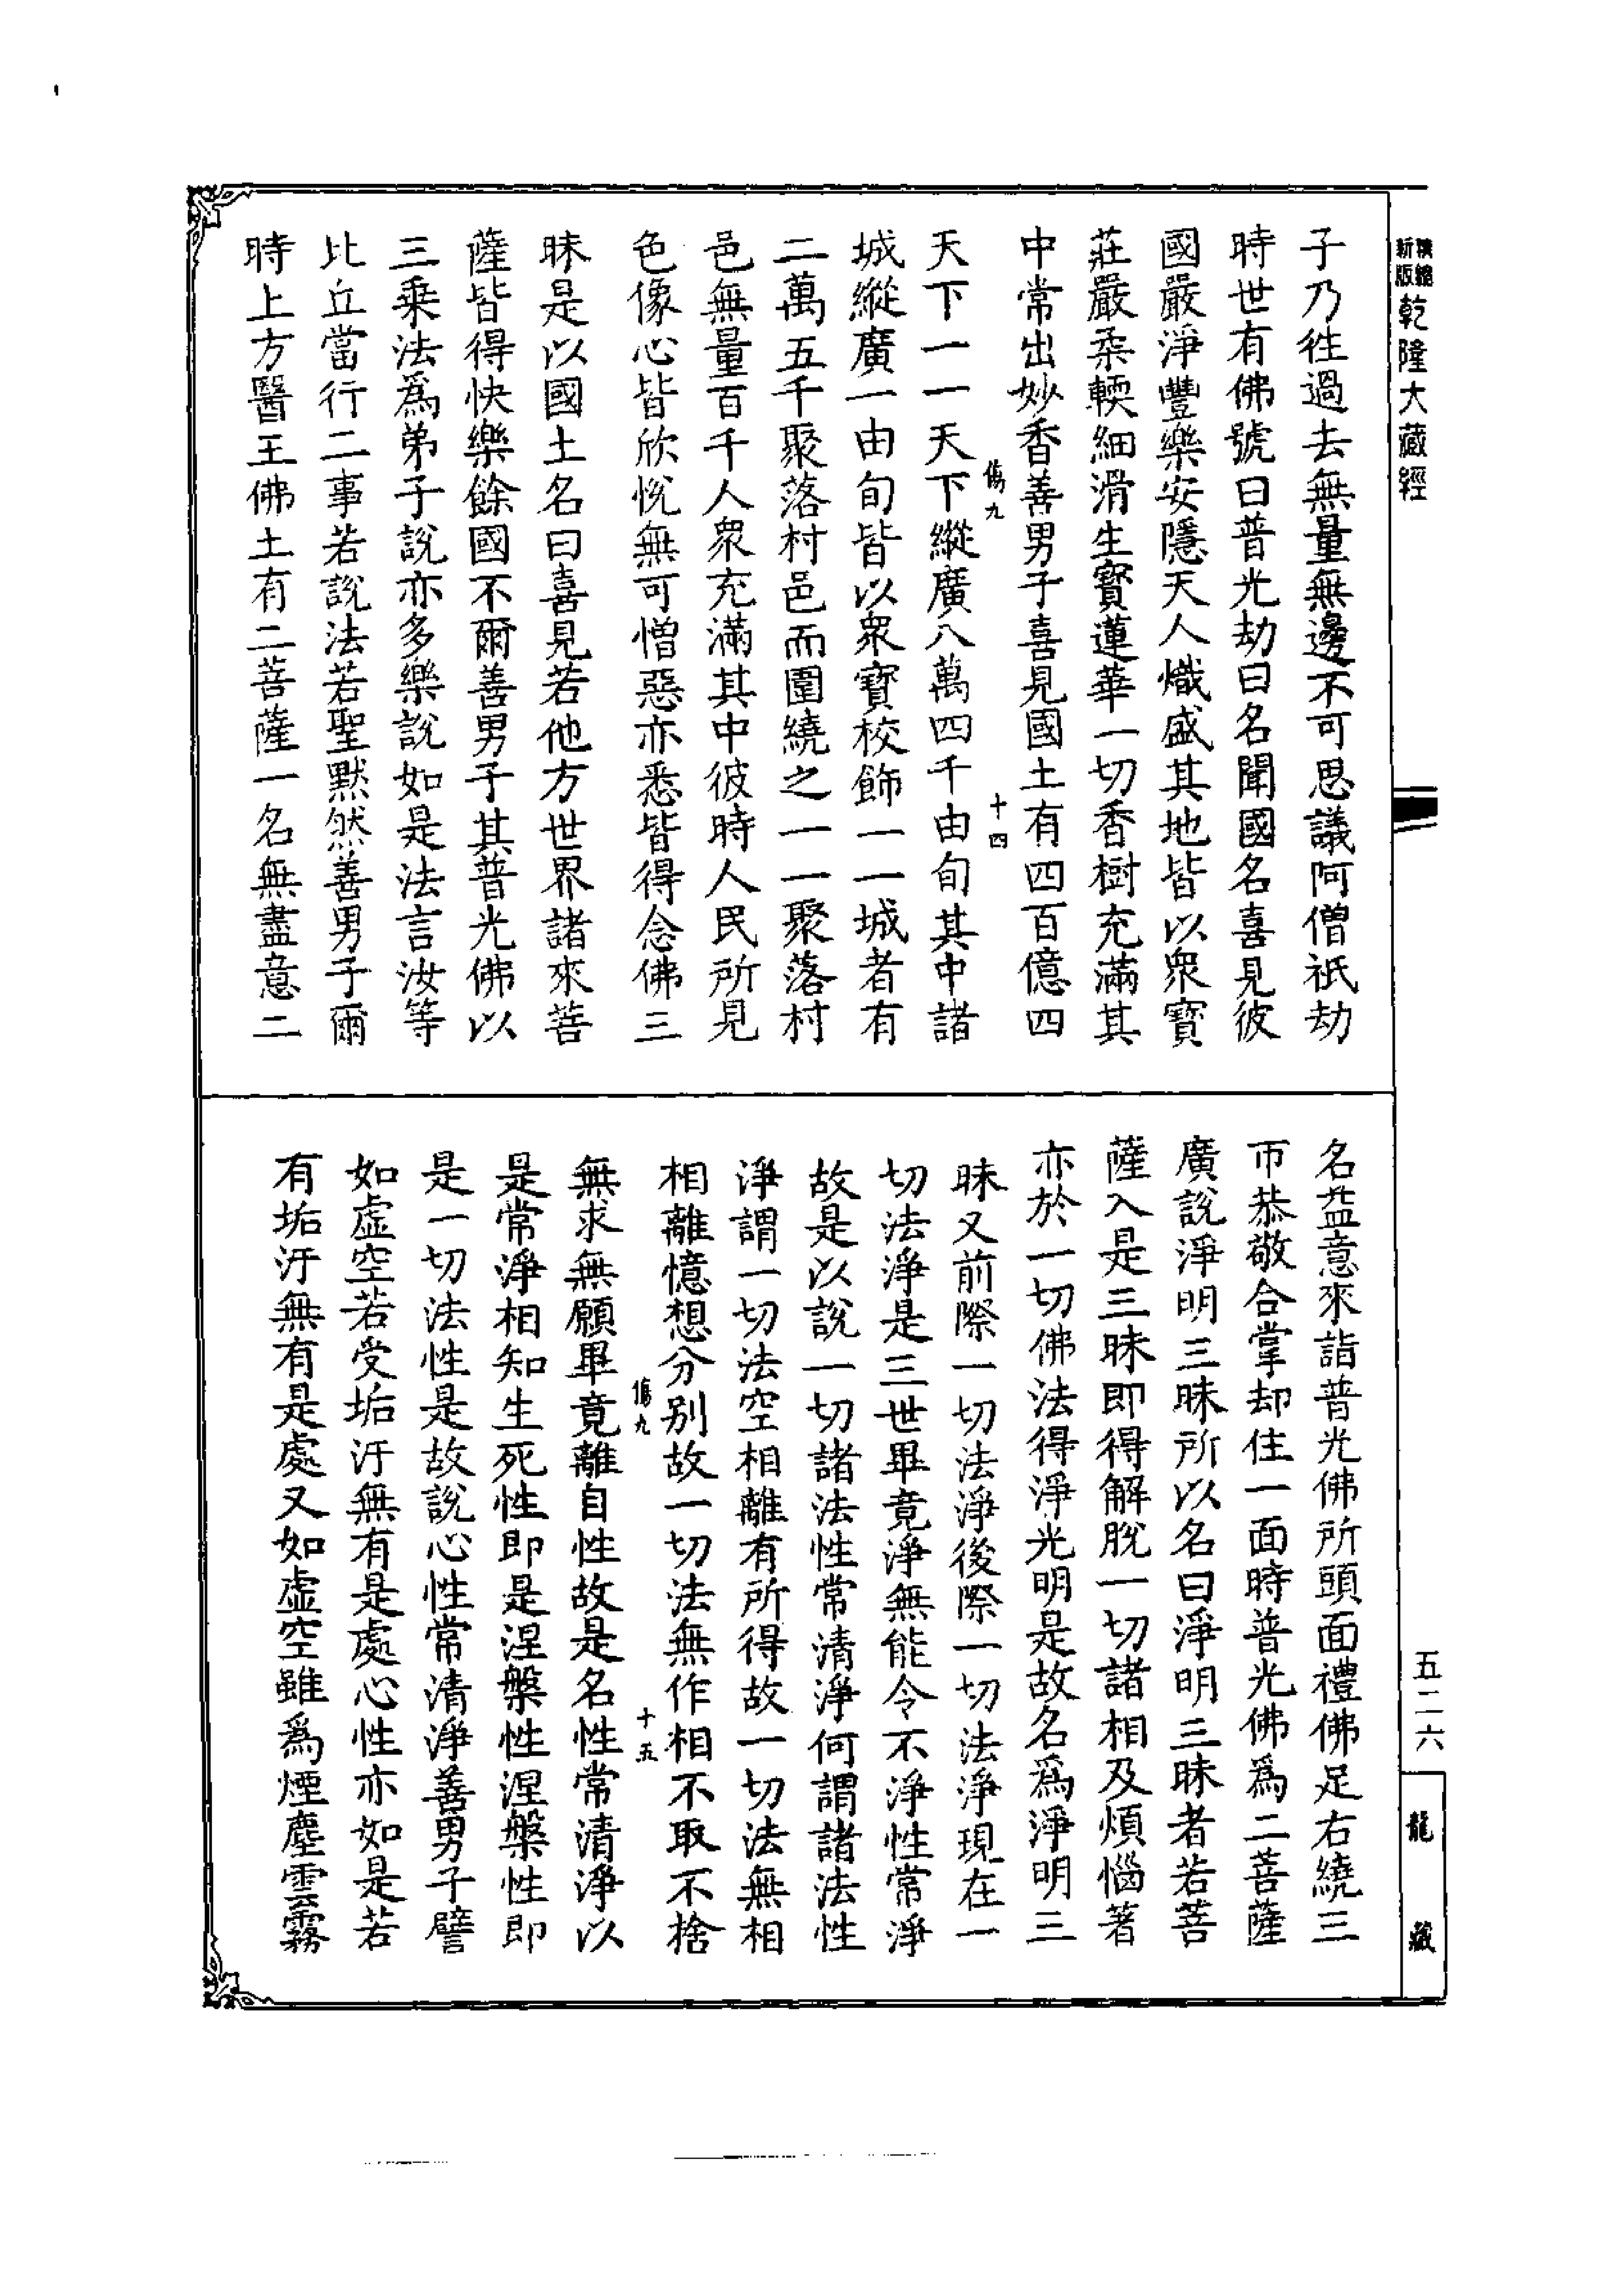 精縮
新版
乾隆大藏經
子乃徃過去無量無邊不可思議阿僧祇劫
時世有佛號曰普光劫曰名聞國名喜見彼
國嚴淨豐樂安隱天人熾盛其地皆以衆寶
莊嚴柔輭細滑生寶蓮華一切香樹充滿其
中常出妙香善男子喜見國土有四百億四
傷九
十四
天下一一天下縱廣八萬四千由旬其中諸
城縱廣一由旬皆以衆寶校飾一一城者有
二萬五千聚落村邑而圍繞之一一聚落村
邑無量百千人衆充滿其中彼時人民所見
色像心皆欣悅無可憎惡亦悉皆得念佛三
昧是以國土名曰喜見若他方世界諸來菩
薩皆得快樂餘國不爾善男子其普光佛以
三乘法爲弟子說亦多樂說如是法言汝等
比丘當行二事若說法若聖默然善男子爾
時上方醫王佛土有二菩薩一名無盡意二
名益意來詣普光佛所頭面禮佛足右繞三
帀恭敬合掌却住一面時普光佛爲二菩薩
廣說淨明三昧所以名曰淨明三昧者若菩
薩入是三昧即得解脫一切諸相及煩惱著
亦於一切佛法得淨光明是故名爲淨明三
昧又前際一切法淨後際一切法淨現在一
切法淨是三世畢竟淨無能令不淨性常淨
故是以說一切諸法性常清淨何謂諸法性
淨謂一切法空相離有所得故一切法無相
相離憶想分別故一切法無作相不取不捨
傷九
十五
無求無願畢竟離自性故是名性常清淨以
是常淨相知生死性即是涅槃性涅槃性即
是一切法性是故說心性常清淨善男子譬
如虛空若受垢汙無有是處心性亦如是若
有垢汙無有是處又如虛空雖爲煙塵雲霧
五二六
龍藏